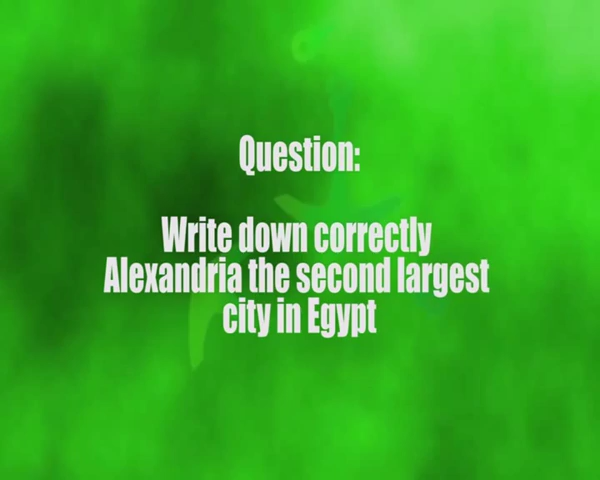 Question:
Write down correctly
Alexandria the second largest
city in Egypt